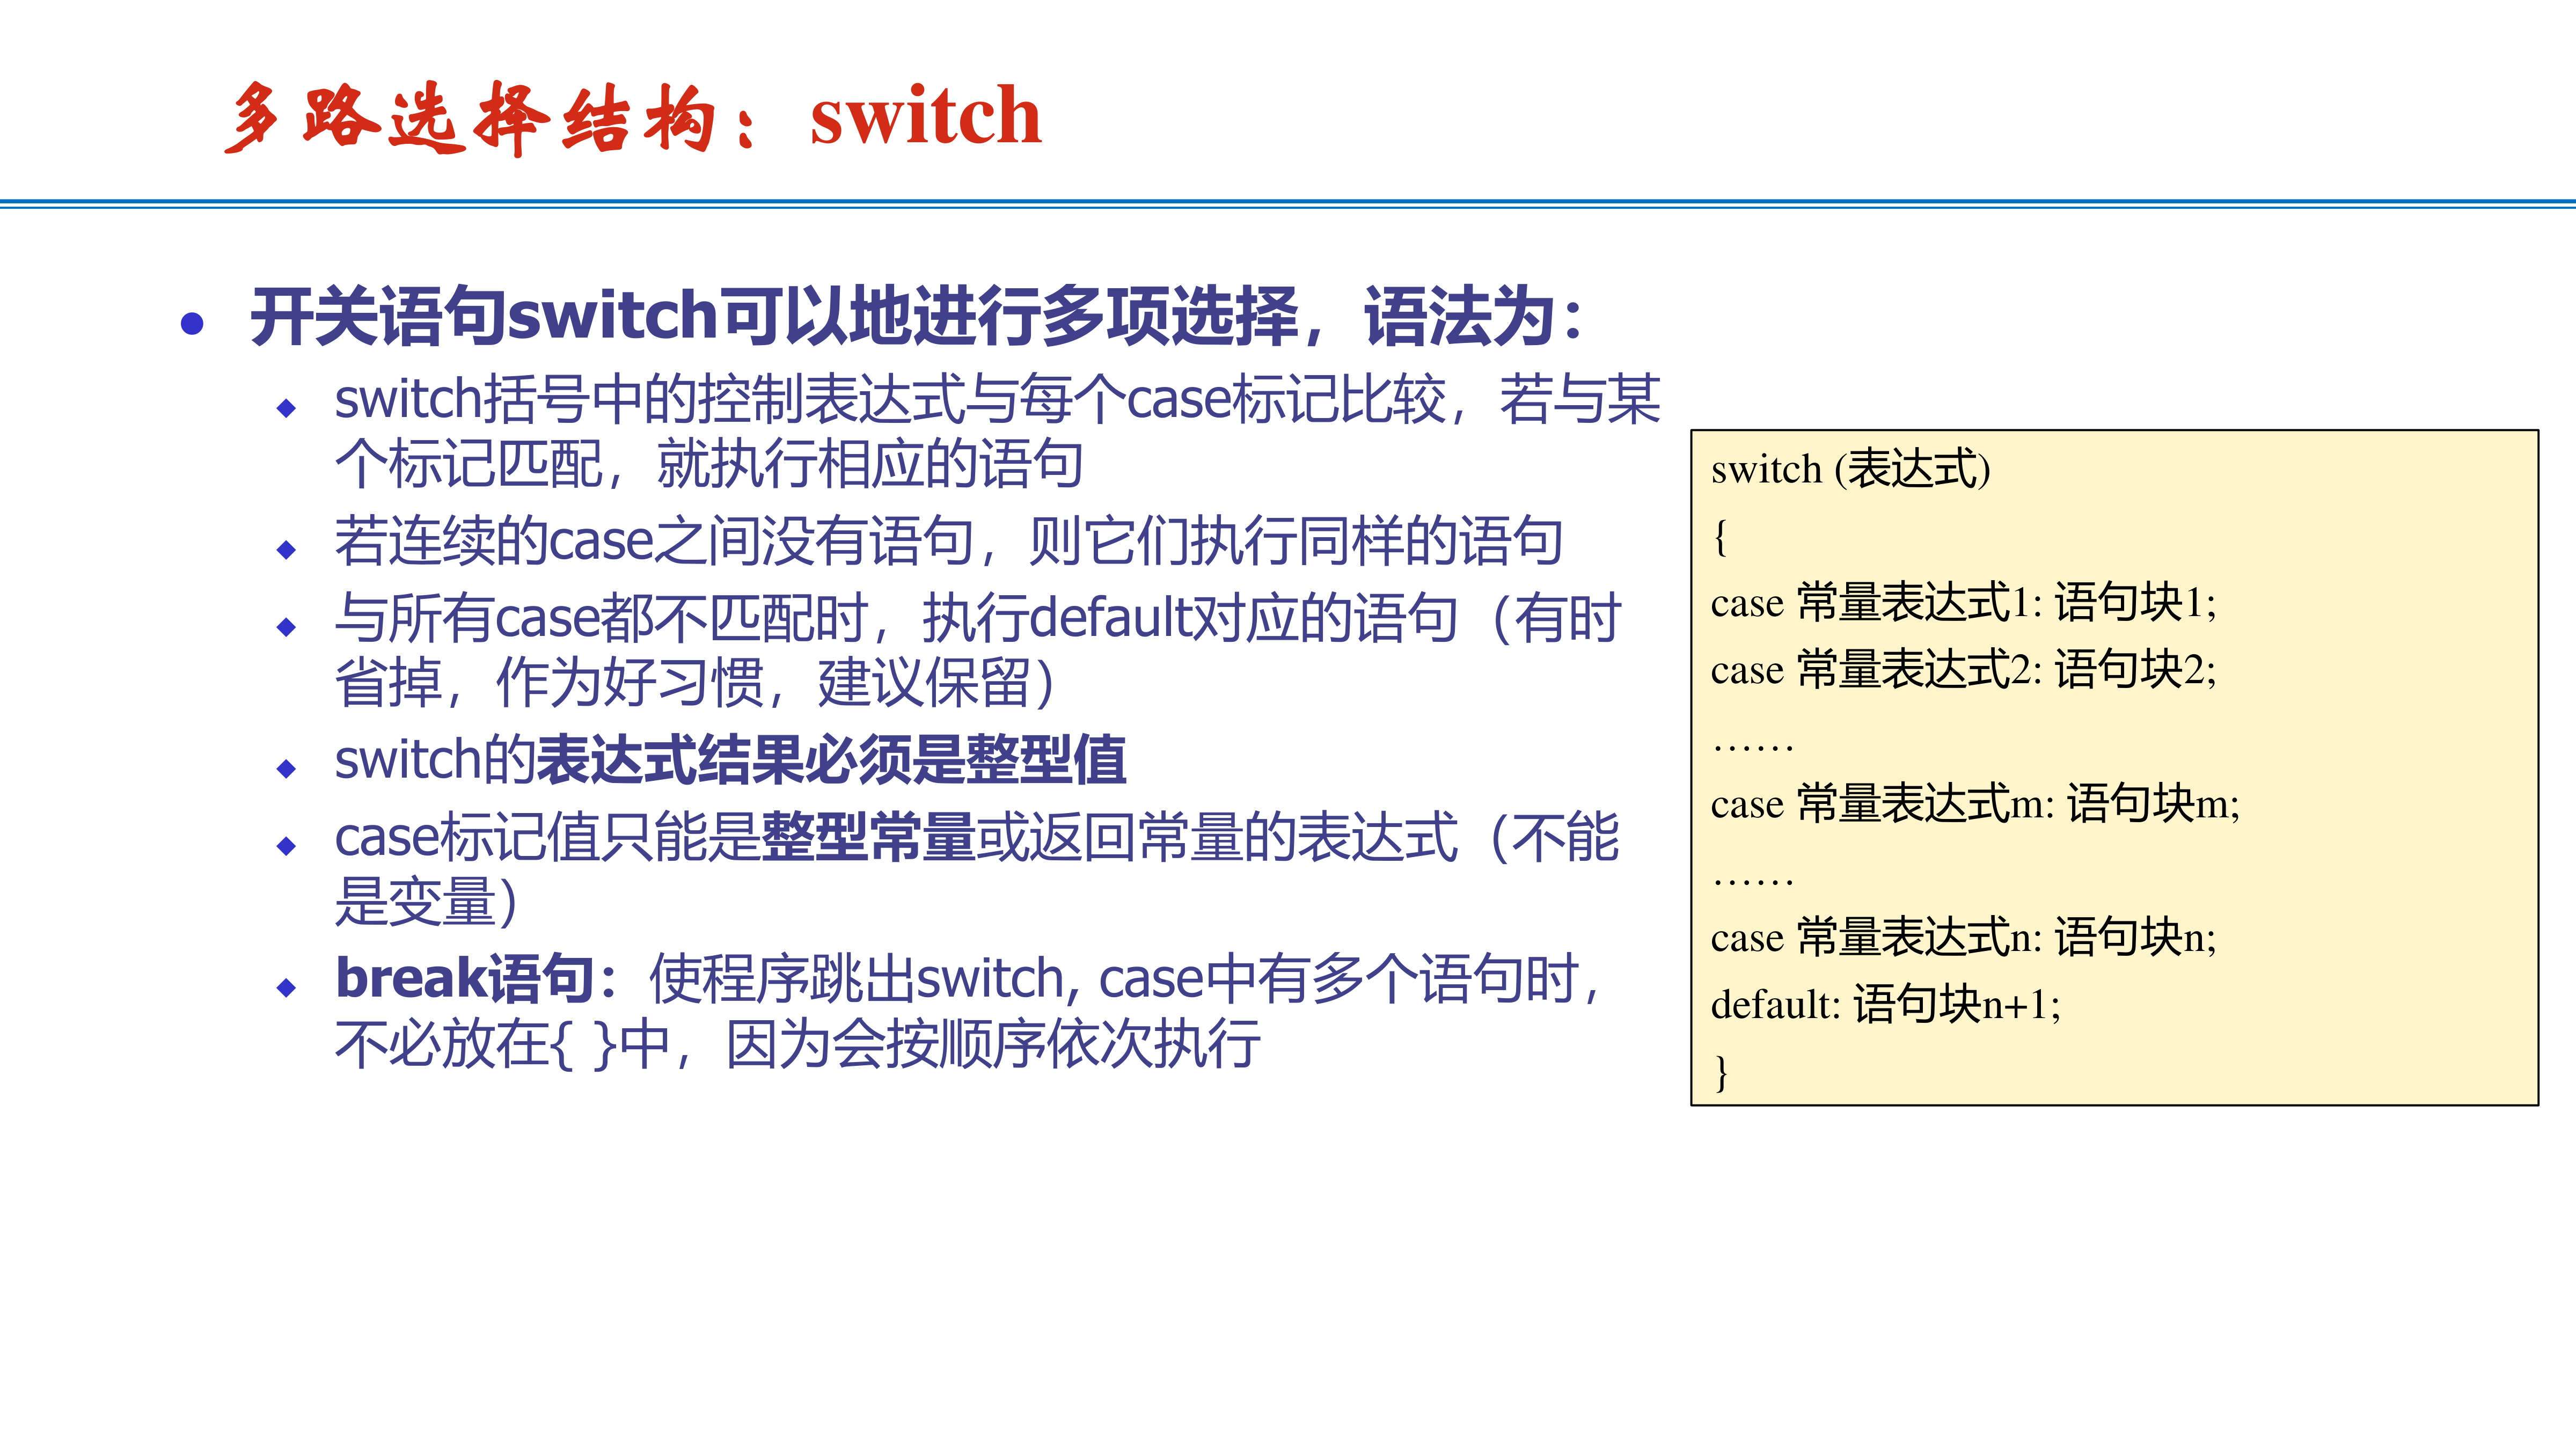 多路选择结构：switch
开关语句switch可以地进行多项选择，语法为：
switch括号中的控制表达式与每个case标记比较，若与某
个标记匹配，就执行相应的语句
若连续的case之间没有语句，则它们执行同样的语句
与所有case都不匹配时，执行default对应的语句（有时
省掉，作为好习惯，建议保留）
switch的表达式结果必须是整型值
case标记值只能是整型常量或返回常量的表达式（不能
是变量）
break语句：使程序跳出switch, case中有多个语句时，
不必放在{ }中，因为会按顺序依次执行
switch (表达式)
{
case 常量表达式1: 语句块1;
case 常量表达式2: 语句块2;
……
case 常量表达式m: 语句块m;
……
case 常量表达式n: 语句块n;
default: 语句块n+1;
}